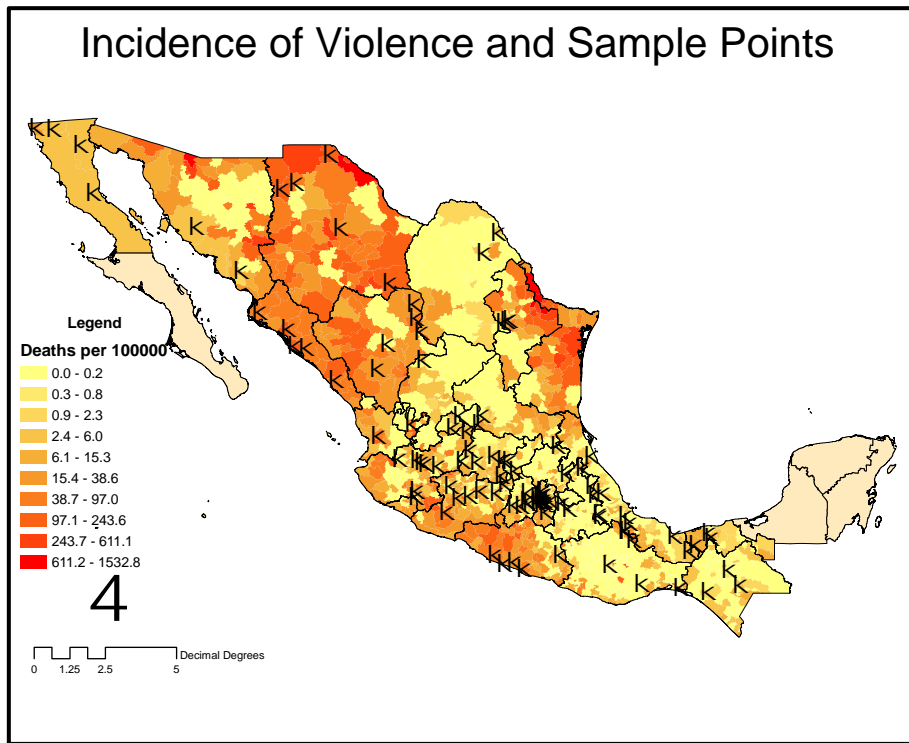 Incidence of Violence and Sample Points
Legend
Deaths per 100000
0.0 - 0.2
0.3 - 0.8
0.9 - 2.3
2.4 - 6.0
6.1 - 15.3
15.4 - 38.6
38.7 - 97.0
97.1 - 243.6
243.7 - 611.1
611.2 - 1532.8
4
Decimal Degrees
0 1.25 2.5 5